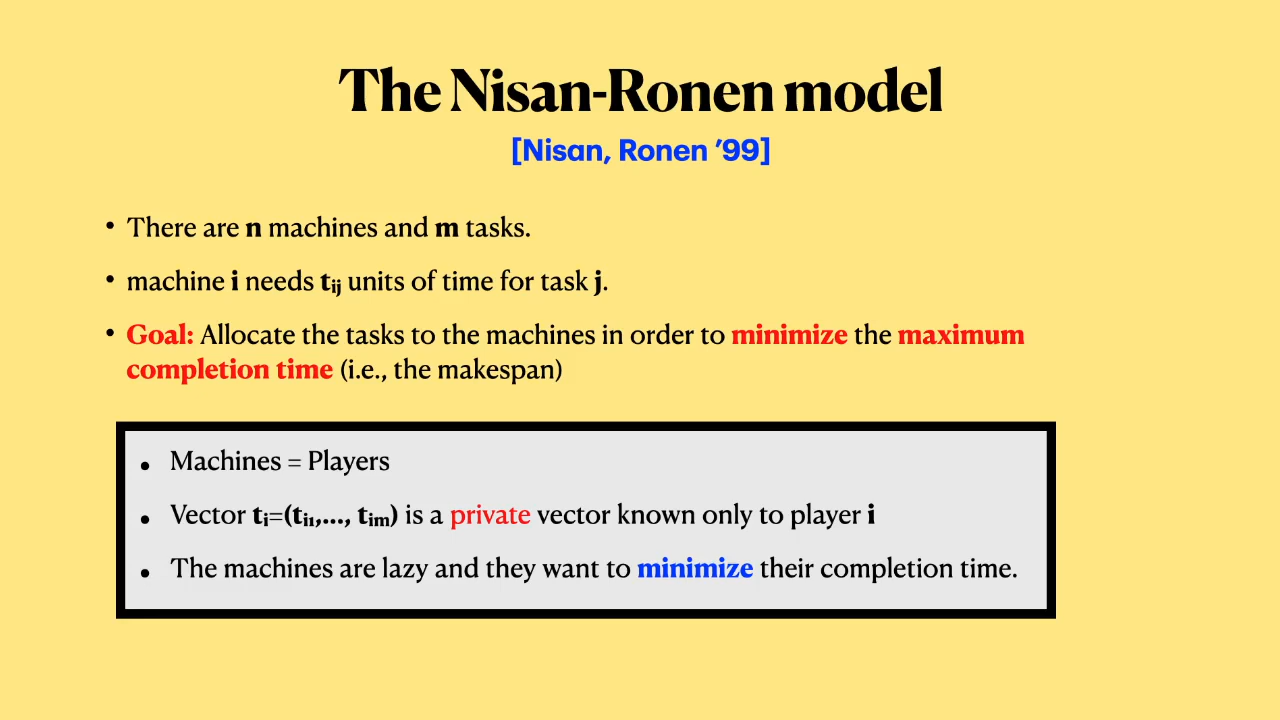 The Nisan-Ronen model
[Nisan, Ronen ’99]
• There are n machines and m tasks.
• machine i needs tij units of time for task j.
• Goal: Allocate the tasks to the machines in order to minimize the maximum
completion time (i.e., the makespan)
• Machines = Players
• Vector ti=(ti1,..., tim) is a private vector known only to player i
• The machines are lazy and they want to minimize their completion time.